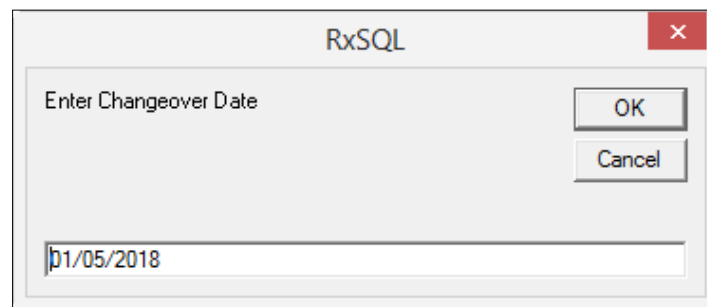 RxSQL
Enter Changeover Date
OK
Cancel
01/05/2018